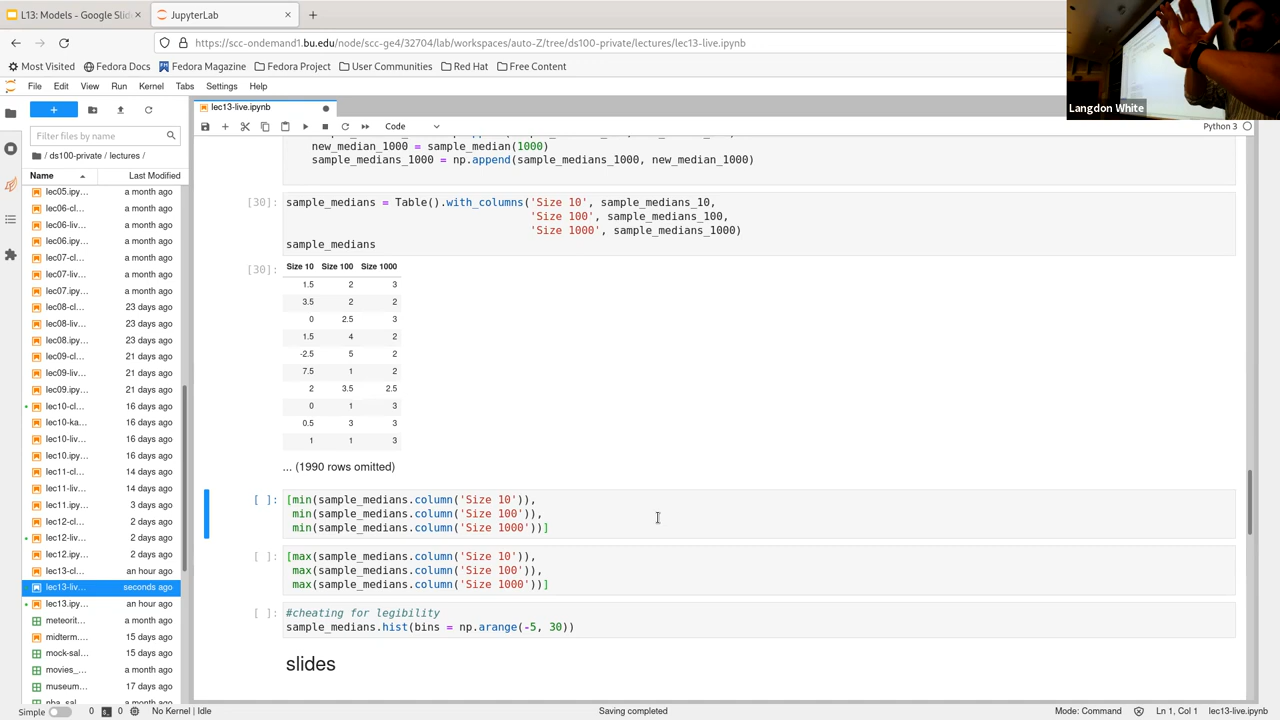 L13: Models - Google Slid
JupyterLab
https://scc-ondemand1.bu.edu/node/scc-ge4/32704/lab/workspaces/auto-Z/tree/ds100-private/lectures/lec13-live.ipynb
Most Visited
Fedora Docs
Fedora Magazine
Fedora Project
User Communities
Red Hat
Free Content
Langdon White
File Edit View Run Kernel Tabs Settings Help
lec13-live.ipynb
Code
Python 3
Filter files by name
/ ds100-private / lectures /
Name Last Modified
lec05.ipy... a month ago
lec06-cl... a month ago
lec06-liv... a month ago
lec06.ipy... a month ago
lec07-cl... a month ago
lec07-liv... a month ago
lec07.ipy... a month ago
lec08-cl... 23 days ago
lec08-liv... 23 days ago
lec08.ipy... 23 days ago
lec09-cl... 21 days ago
lec09-liv... 21 days ago
lec09.ipy... 21 days ago
lec10-cl... 16 days ago
lec10-ka... 16 days ago
lec10-liv... 16 days ago
lec10.ipy... 16 days ago
lec11-cl... 14 days ago
lec11-liv... 14 days ago
lec11.ipy... 3 days ago
lec12-cl... 2 days ago
lec12-liv... 2 days ago
lec12.ipy... 2 days ago
lec13-cl... an hour ago
lec13-liv... seconds ago
lec13.ipy... an hour ago
meteorit... a month ago
midterm.... 15 days ago
mock-sal... 15 days ago
movies_... a month ago
museum... 17 days ago
new_median_1000 = sample_median(1000)
sample_medians_1000 = np.append(sample_medians_1000, new_median_1000)
[30]: sample_medians = Table().with_columns('Size 10', sample_medians_10,
'Size 100', sample_medians_100,
'Size 1000', sample_medians_1000)
sample_medians
[30]: Size 10 Size 100 Size 1000
1.5 2 3
3.5 2 2
0 2.5 3
1.5 4 2
-2.5 5 2
7.5 1 2
2 3.5 2.5
0 1 3
0.5 3 3
1 1 3
... (1990 rows omitted)
[ ]: [min(sample_medians.column('Size 10')),
min(sample_medians.column('Size 100')),
min(sample_medians.column('Size 1000'))]
[ ]: [max(sample_medians.column('Size 10')),
max(sample_medians.column('Size 100')),
max(sample_medians.column('Size 1000'))]
[ ]: #cheating for legibility
sample_medians.hist(bins = np.arange(-5, 30))
slides
Simple 0 0 No Kernel | Idle Saving completed Mode: Command Ln 1, Col 1 lec13-live.ipynb